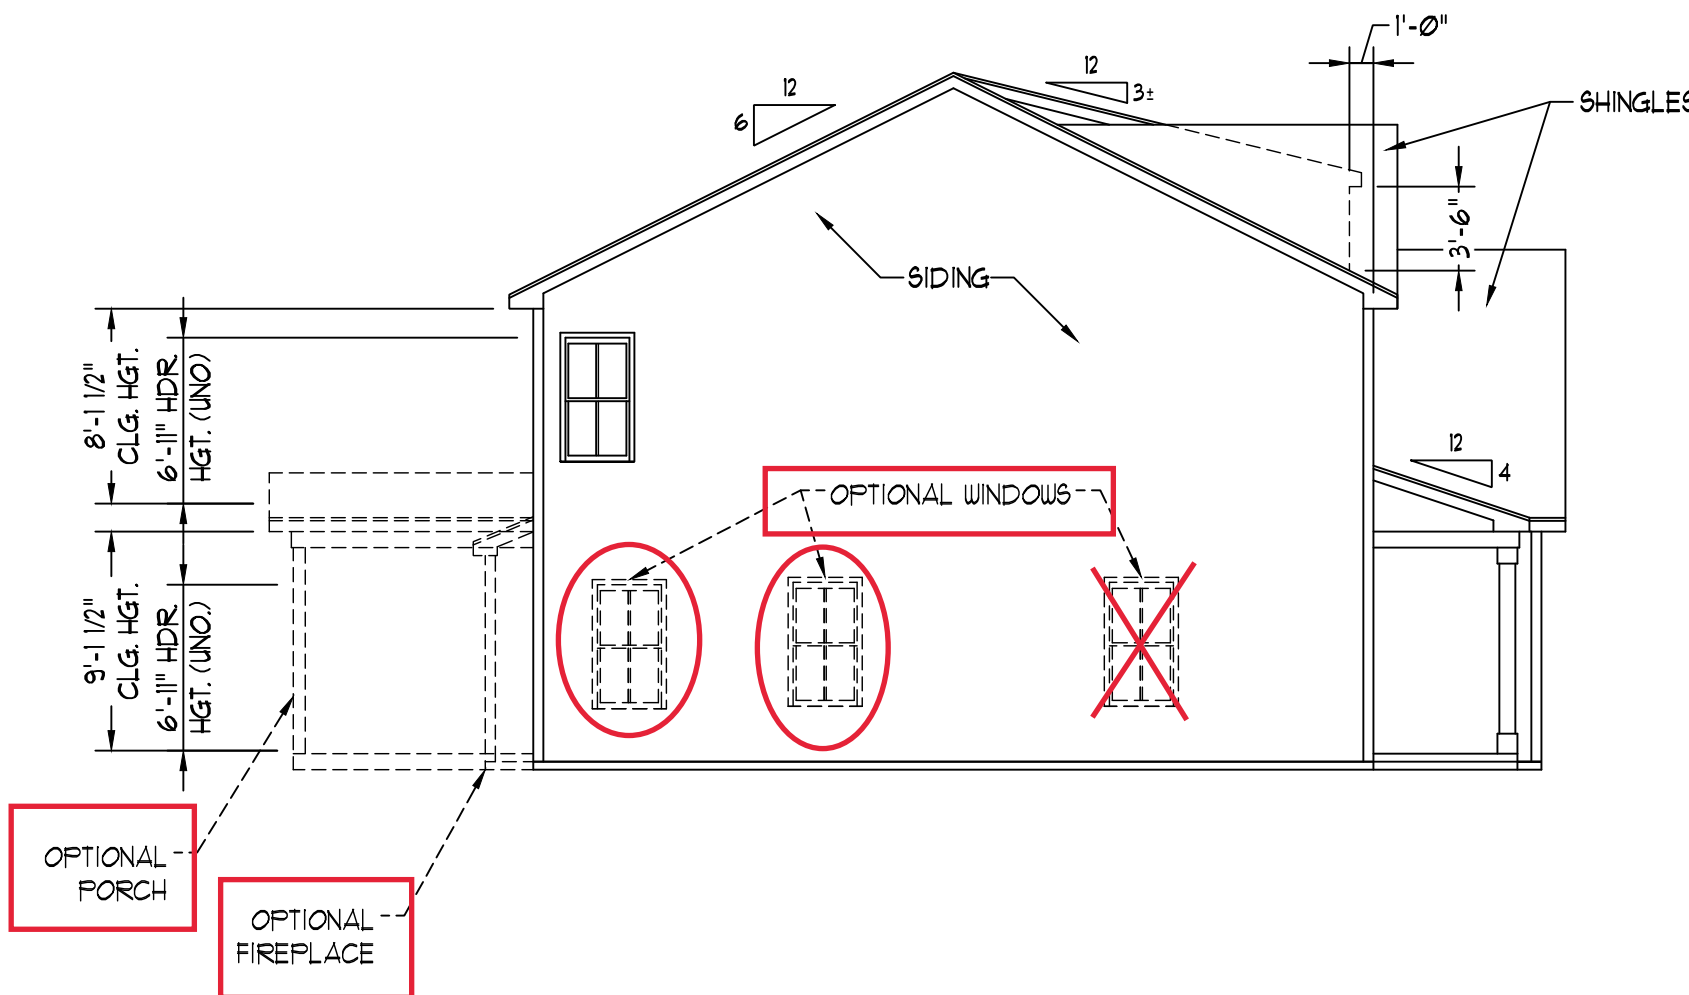 1'-0"
12
6
12
3±
SHINGLES
3'-6"
SIDING
8'-1 1/2"
CLG. HGT.
6'-11" HDR.
HGT. (UNO)
12
4
OPTIONAL WINDOWS
9'-1 1/2"
CLG. HGT.
6'-11" HDR.
HGT. (UNO.)
OPTIONAL
PORCH
OPTIONAL
FIREPLACE